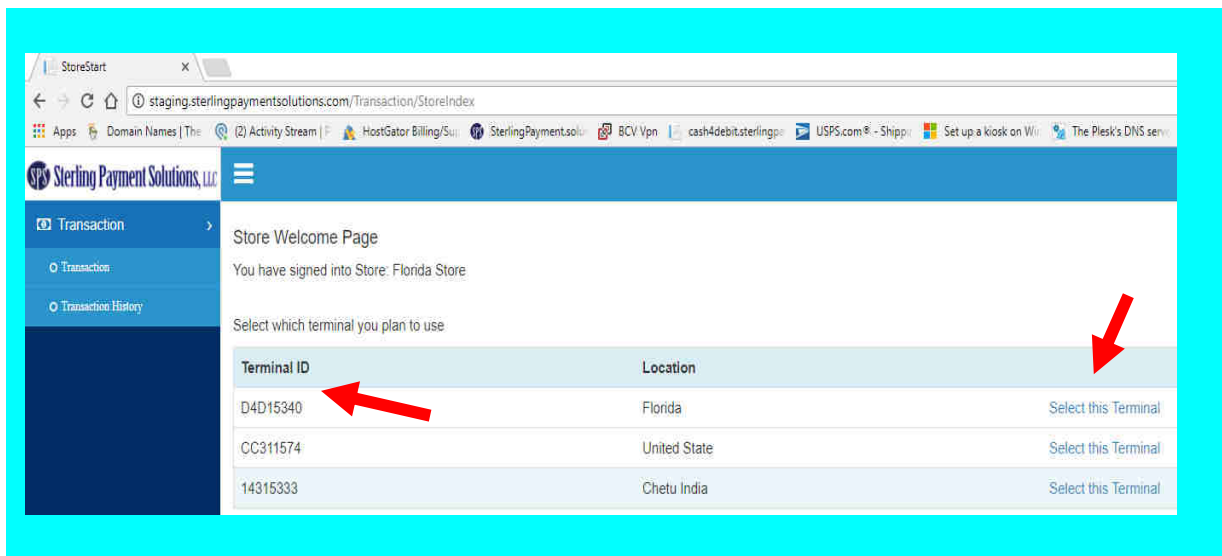 StoreStart
staging.sterlingpaymentsolutions.com/Transaction/StoreIndex
Apps Domain Names | The (2) Activity Stream | HostGator Billing/Su SterlingPayment.solu BCV Vpn cash4debit.sterlingpa USPS.com® - Shippi Set up a kiosk on Wi The Plesk's DNS serv
SPS Sterling Payment Solutions, LLC
Transaction
Transaction
Transaction History
Store Welcome Page
You have signed into Store: Florida Store
Select which terminal you plan to use
Terminal ID Location
D4D15340 Florida Select this Terminal
CC311574 United State Select this Terminal
14315333 Chetu India Select this Terminal